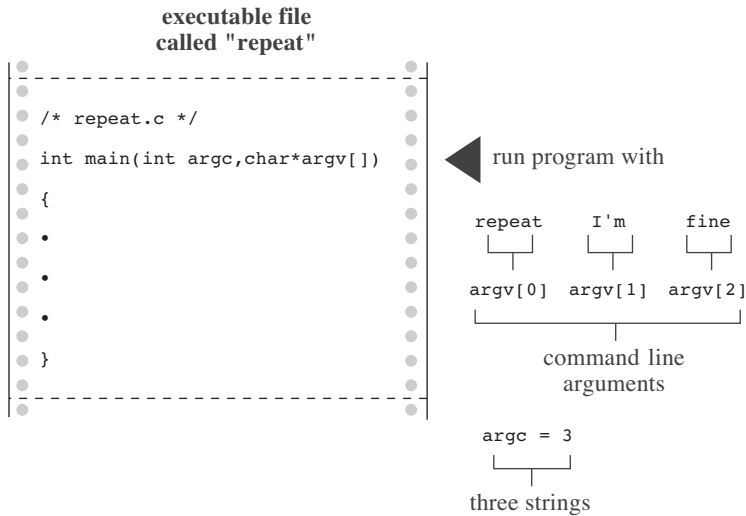 executable file
called "repeat"
/* repeat.c */
int main(int argc,char*argv[])
{
•
•
•
}
run program with
repeat I'm fine
argv[0] argv[1] argv[2]
command line
arguments
argc = 3
three strings